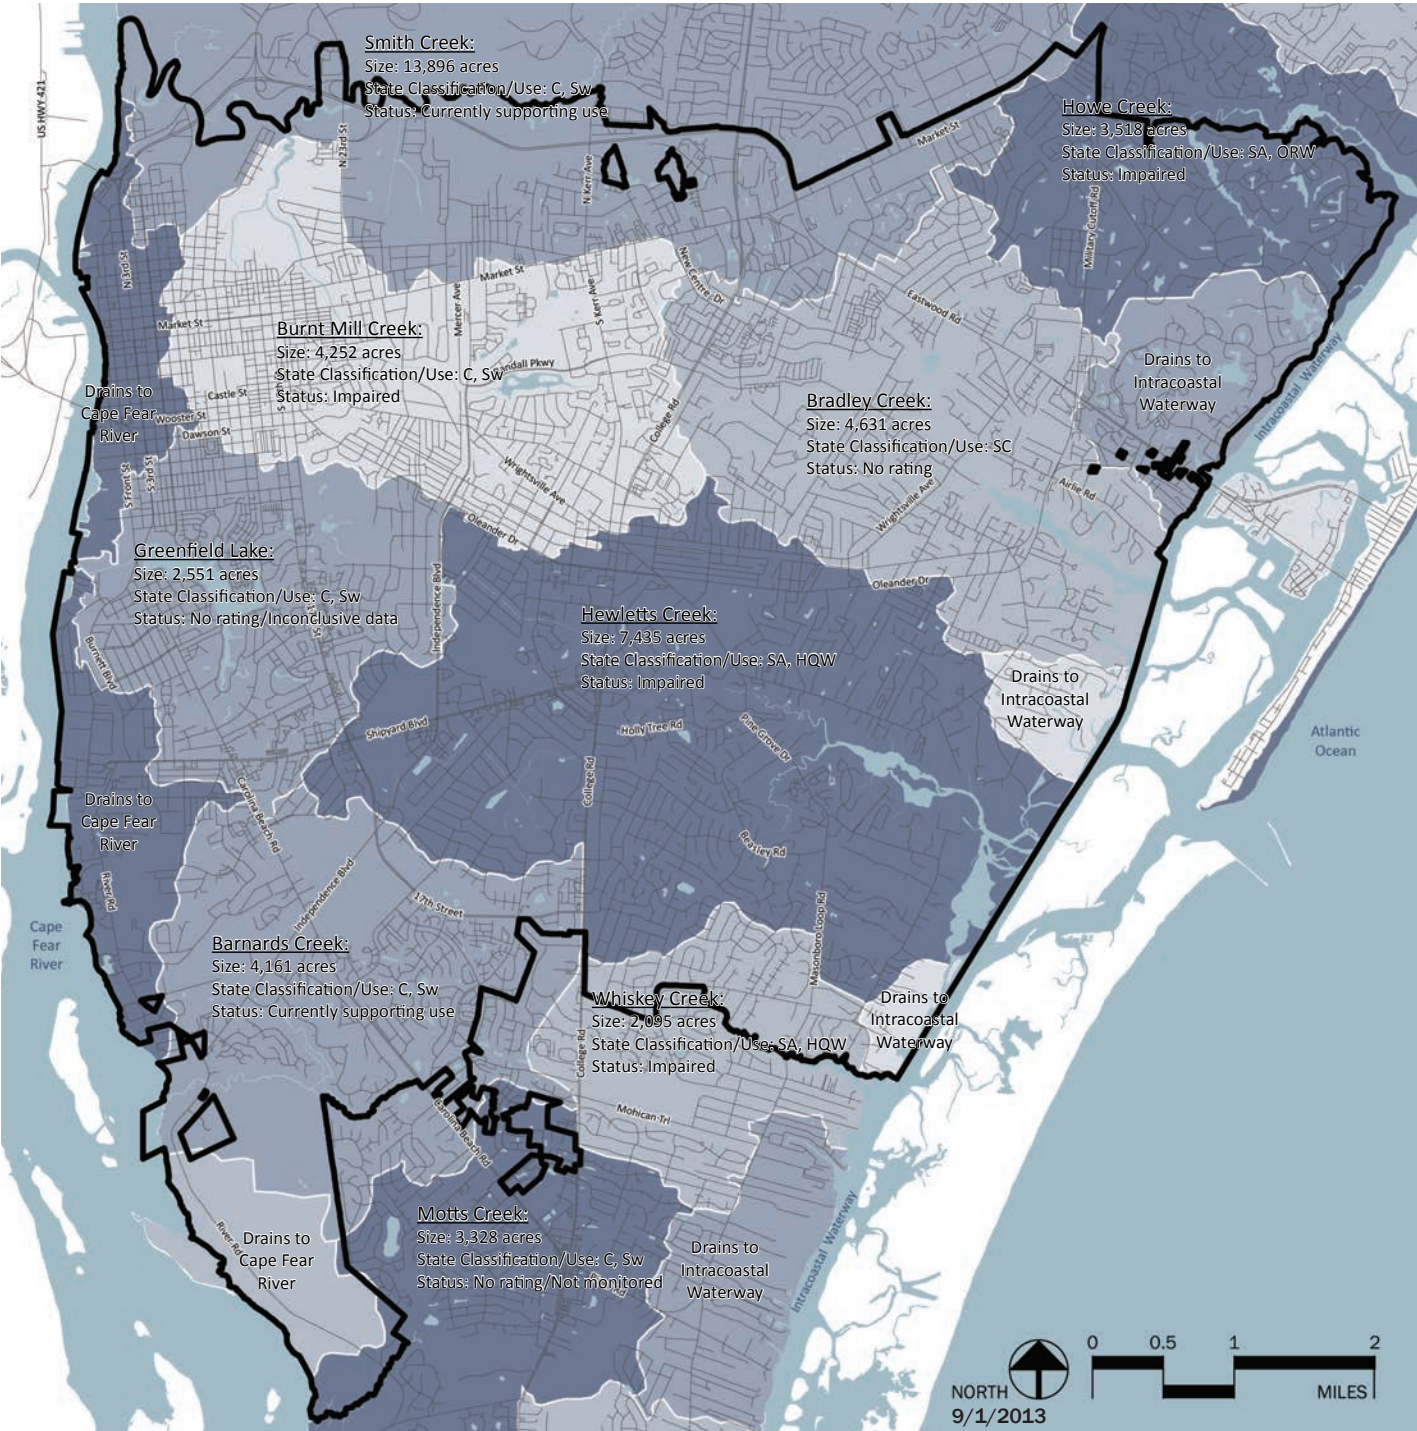 Smith Creek:
Size: 13,896 acres
State Classification/Use: C, Sw
Status: Currently supporting use
US HWY 421
N 23rd St
N Kerr Ave
Market St
Howe Creek:
Size: 3,518 acres
State Classification/Use: SA, ORW
Status: Impaired
Military Cutoff Rd
N 3rd St
Market St
Mercer Ave
S Kerr Ave
New Centre Dr
Eastwood Rd
Market St
Burnt Mill Creek:
Size: 4,252 acres
State Classification/Use: C, Sw
Status: Impaired
Randall Pkwy
Drains to
Intracoastal
Waterway
Intracoastal Waterway
Drains to
Cape Fear
River
Castle St
Wooster St
Dawson St
College Rd
Bradley Creek:
Size: 4,631 acres
State Classification/Use: SC
Status: No rating
S Front St
S 3rd St
Wrightsville Ave
Wrightsville Ave
Airlie Rd
Oleander Dr
Greenfield Lake:
Size: 2,551 acres
State Classification/Use: C, Sw
Status: No rating/Inconclusive data
Independence Blvd
Oleander Dr
Hewletts Creek:
Size: 7,435 acres
State Classification/Use: SA, HQW
Status: Impaired
Burnett Blvd
Drains to
Intracoastal
Waterway
Shipyard Blvd
Holly Tree Rd
Pine Grove Dr
Atlantic
Ocean
College Rd
Drains to
Cape Fear
River
Carolina Beach Rd
Beasley Rd
River Rd
Independence Blvd
17th Street
Masonboro Loop Rd
Cape
Fear
River
Barnards Creek:
Size: 4,161 acres
State Classification/Use: C, Sw
Status: Currently supporting use
Whiskey Creek:
Size: 2,095 acres
State Classification/Use: SA, HQW
Status: Impaired
Drains to
Intracoastal
Waterway
College Rd
Carolina Beach Rd
Mohican Trl
Motts Creek:
Size: 3,328 acres
State Classification/Use: C, Sw
Status: No rating/Not monitored
River Rd
Drains to
Cape Fear
River
Drains to
Intracoastal
Waterway
Intracoastal Waterway
0 0.5 1 2
MILES
NORTH
9/1/2013